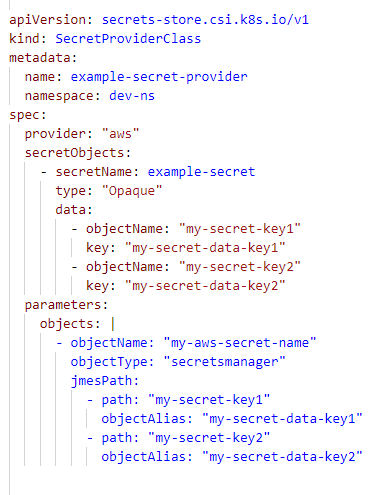 apiVersion: secrets-store.csi.k8s.io/v1
kind: SecretProviderClass
metadata:
  name: example-secret-provider
  namespace: dev-ns
spec:
  provider: "aws"
  secretObjects:
    - secretName: example-secret
      type: "Opaque"
      data:
        - objectName: "my-secret-key1"
          key: "my-secret-data-key1"
        - objectName: "my-secret-key2"
          key: "my-secret-data-key2"
  parameters:
    objects: |
      - objectName: "my-aws-secret-name"
        objectType: "secretsmanager"
        jmesPath:
          - path: "my-secret-key1"
            objectAlias: "my-secret-data-key1"
          - path: "my-secret-key2"
            objectAlias: "my-secret-data-key2"